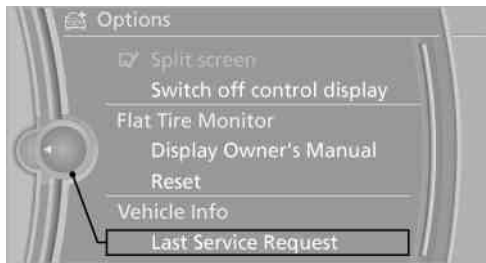 Options
Split screen
Switch off control display
Flat Tire Monitor
Display Owner's Manual
Reset
Vehicle Info
Last Service Request